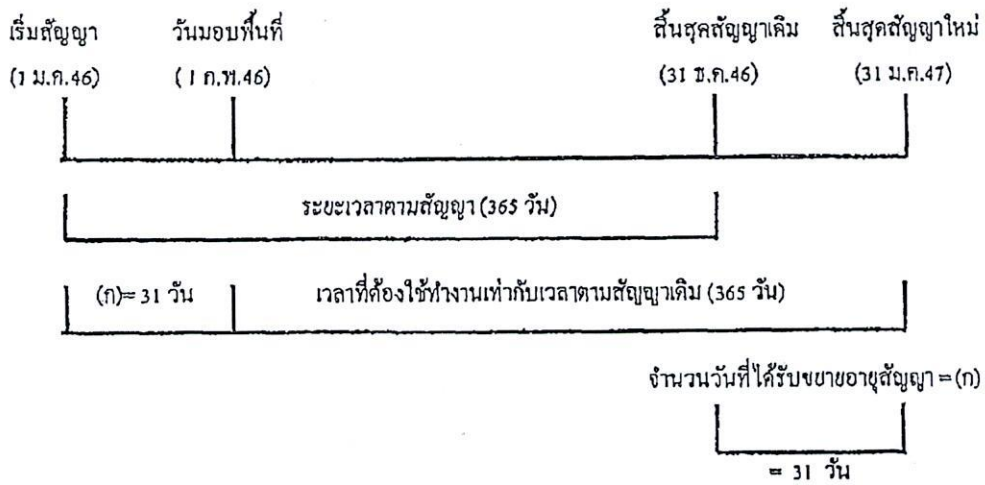 เริ่มสัญญา วันมอบพื้นที่ สิ้นสุดสัญญาเดิม สิ้นสุดสัญญาใหม่
(1 ม.ค.46) (1 ก.พ.46) (31 ธ.ค.46) (31 ม.ค.47)
ระยะเวลาตามสัญญา (365 วัน)
(ก)= 31 วัน เวลาที่ต้องใช้ทำงานเท่ากับเวลาตามสัญญาเดิม (365 วัน)
จำนวนวันที่ได้รับขยายอายุสัญญา = (ก)
= 31 วัน